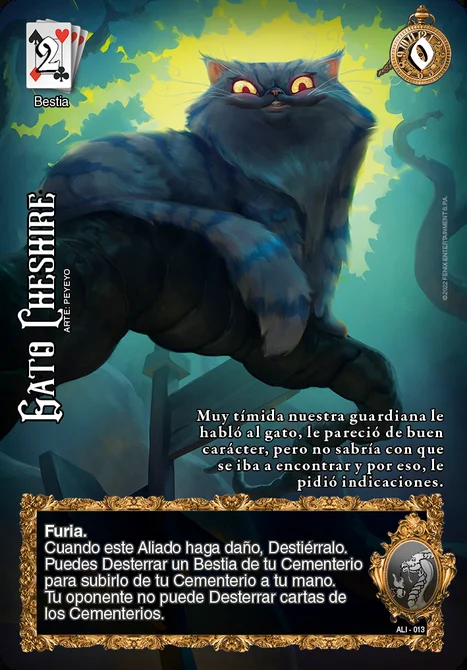 2
0
Bestia
GATO CHESHIRE
ARTE: PEYEYO
©2022 FENIX ENTERTAINMENT S.P.A.
Muy tímida nuestra guardiana le
habló al gato, le pareció de buen
carácter, pero no sabría con que
se iba a encontrar y por eso, le
pidió indicaciones.
Furia.
Cuando este Aliado haga daño, Destiérralo.
Puedes Desterrar un Bestia de tu Cementerio
para subirlo de tu Cementerio a tu mano.
Tu oponente no puede Desterrar cartas de
los Cementerios.
ALI - 013